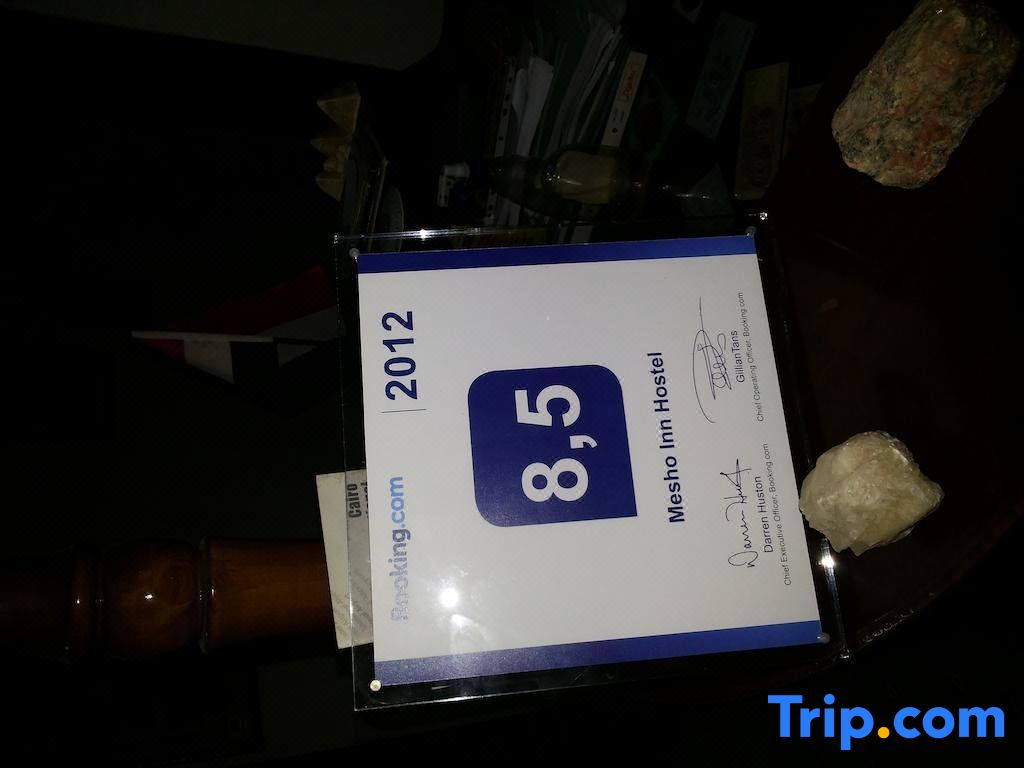 Booking.com | 2012
8,5
Mesho Inn Hostel
Darren Huston
Chief Executive Officer, Booking.com
Gillian Tans
Chief Operating Officer, Booking.com
Cairo
Trip.com